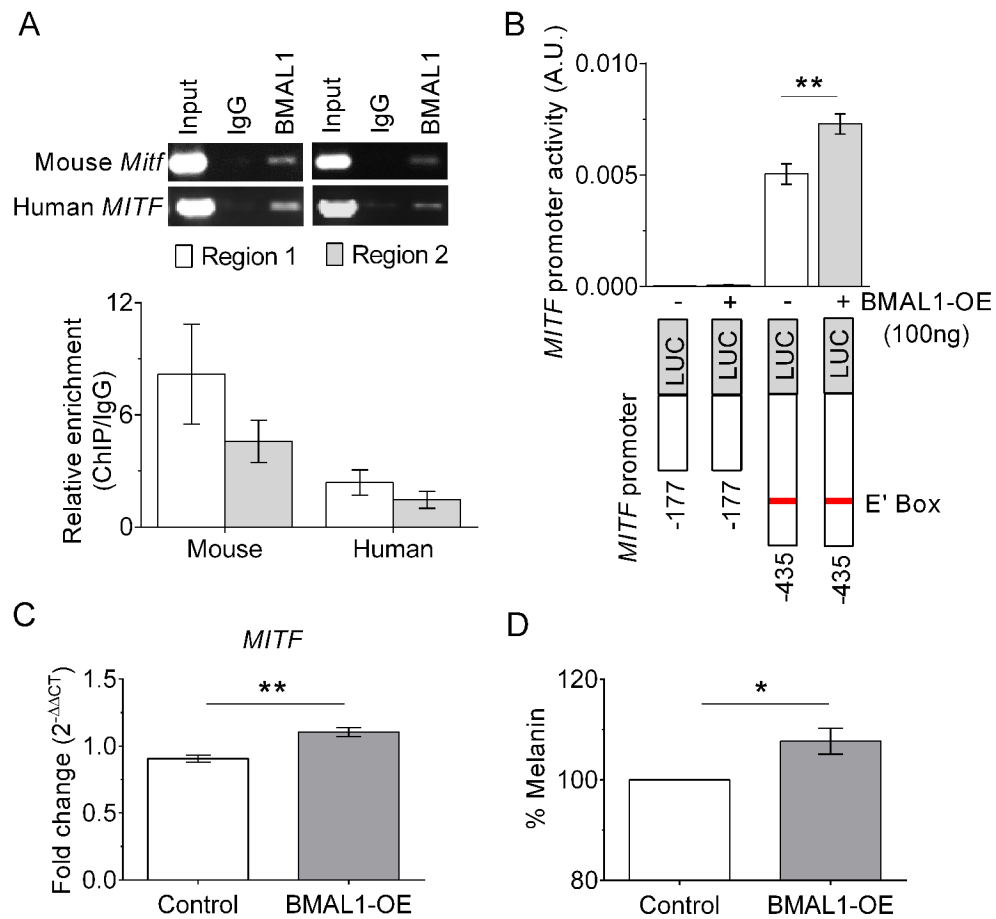 A
Input
IgG
BMAL1
Input
IgG
BMAL1
Mouse Mitf
Human MITF
Region 1
Region 2
Relative enrichment
(ChIP/IgG)
12
6
0
Mouse
Human
B
MITF promoter activity (A.U.)
0.010
0.005
0.000
**
- + - + BMAL1-OE
(100ng)
LUC
LUC
LUC
LUC
MITF promoter
-177
-177
-435
-435
E' Box
C
MITF
Fold change (2^-ΔΔCT)
1.5
1.0
0.5
0.0
**
Control
BMAL1-OE
D
% Melanin
120
100
80
*
Control
BMAL1-OE